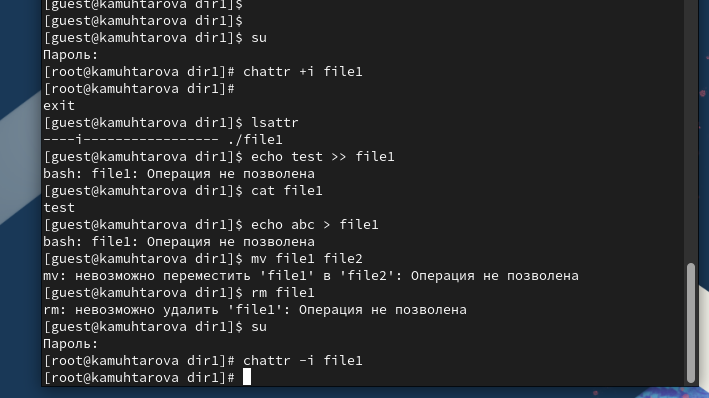 [guest@kamuhtarova dir1]$
[guest@kamuhtarova dir1]$
[guest@kamuhtarova dir1]$ su
Пароль:
[root@kamuhtarova dir1]# chattr +i file1
[root@kamuhtarova dir1]#
exit
[guest@kamuhtarova dir1]$ lsattr
----i----------------- ./file1
[guest@kamuhtarova dir1]$ echo test >> file1
bash: file1: Операция не позволена
[guest@kamuhtarova dir1]$ cat file1
test
[guest@kamuhtarova dir1]$ echo abc > file1
bash: file1: Операция не позволена
[guest@kamuhtarova dir1]$ mv file1 file2
mv: невозможно переместить 'file1' в 'file2': Операция не позволена
[guest@kamuhtarova dir1]$ rm file1
rm: невозможно удалить 'file1': Операция не позволена
[guest@kamuhtarova dir1]$ su
Пароль:
[root@kamuhtarova dir1]# chattr -i file1
[root@kamuhtarova dir1]#